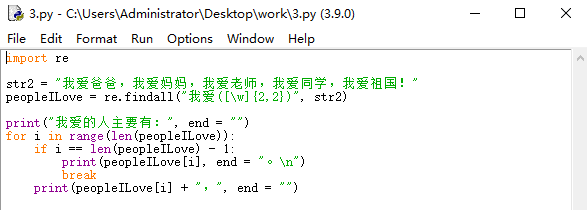 3.py - C:\Users\Administrator\Desktop\work\3.py (3.9.0)
File Edit Format Run Options Window Help
import re
str2 = "我爱爸爸，我爱妈妈，我爱老师，我爱同学，我爱祖国！"
peopleILove = re.findall("我爱([\w]{2,2})", str2)
print("我爱的人主要有：", end = "")
for i in range(len(peopleILove)):
    if i == len(peopleILove) - 1:
        print(peopleILove[i], end = "。\n")
        break
    print(peopleILove[i] + "，", end = "")